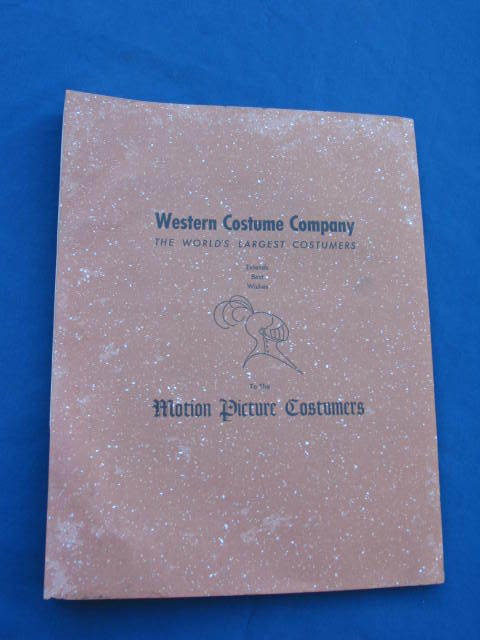 Western Costume Company
THE WORLD'S LARGEST COSTUMERS
Extends
Best
Wishes
To The
Motion Picture Costumers